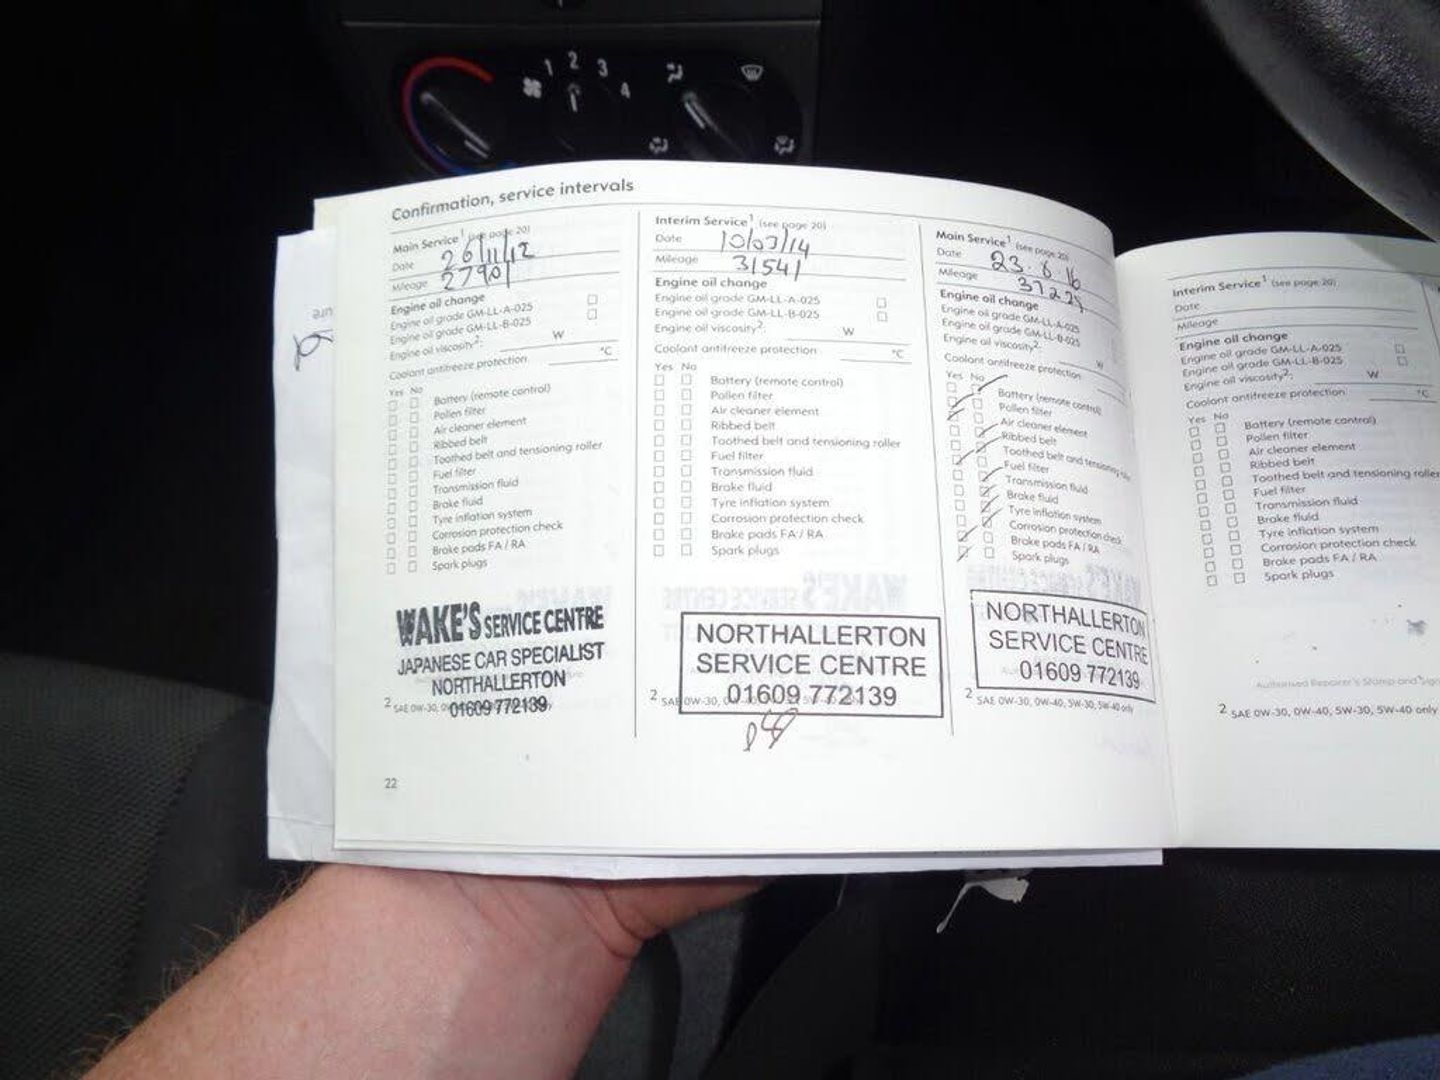 1 2 3 4
Confirmation, service intervals
Main Service1 (see page 20)
Date 26/11/12
Mileage 27901
Engine oil change
Engine oil grade GM-LL-A-025
Engine oil grade GM-LL-B-025
Engine oil viscosity2: W
Coolant antifreeze protection °C
Yes No
Battery (remote control)
Pollen filter
Air cleaner element
Ribbed belt
Toothed belt and tensioning roller
Fuel filter
Transmission fluid
Brake fluid
Tyre inflation system
Corrosion protection check
Brake pads FA / RA
Spark plugs
WAKE'S SERVICE CENTRE
JAPANESE CAR SPECIALIST
NORTHALLERTON
01609 772139
2 SAE 0W-30,
22
Interim Service1 (see page 20)
Date 10/03/14
Mileage 31541
Engine oil change
Engine oil grade GM-LL-A-025
Engine oil grade GM-LL-B-025
Engine oil viscosity2: W
Coolant antifreeze protection °C
Yes No
Battery (remote control)
Pollen filter
Air cleaner element
Ribbed belt
Toothed belt and tensioning roller
Fuel filter
Transmission fluid
Brake fluid
Tyre inflation system
Corrosion protection check
Brake pads FA / RA
Spark plugs
NORTHALLERTON
SERVICE CENTRE
01609 772139
2 SAE 0W-30, only
Main Service1 (see page 20)
Date 23.6.16
Mileage
Engine oil change
Engine oil grade GM-LL-A-025
Engine oil grade GM-LL-B-025
Engine oil viscosity2: W
Coolant antifreeze protection
Yes No
Battery (remote control)
Pollen filter
Air cleaner element
Ribbed belt
Toothed belt and tensioning roller
Fuel filter
Transmission fluid
Brake fluid
Tyre inflation system
Corrosion protection check
Brake pads FA / RA
Spark plugs
NORTHALLERTON
SERVICE CENTRE
01609 772139
2 SAE 0W-30, 0W-40, 5W-30, 5W-40 only
Interim Service1 (see page 20)
Date
Mileage
Engine oil change
Engine oil grade GM-LL-A-025
Engine oil grade GM-LL-B-025
Engine oil viscosity2: W
Coolant antifreeze protection °C
Yes No
Battery (remote control)
Pollen filter
Air cleaner element
Ribbed belt
Toothed belt and tensioning roller
Fuel filter
Transmission fluid
Brake fluid
Tyre inflation system
Corrosion protection check
Brake pads FA / RA
Spark plugs
Authorised Repairer's Stamp and
2 SAE 0W-30, 0W-40, 5W-30, 5W-40 only